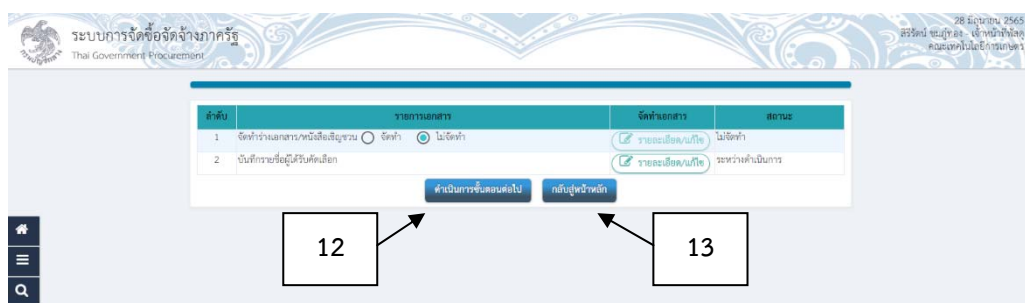 28 มิถุนายน 2565
ระบบการจัดซื้อจัดจ้างภาครัฐ
Thai Government Procurement
คณะเทคโนโลยีการเกษตร
ลำดับ รายการเอกสาร จัดทำเอกสาร สถานะ
1 จัดทำร่างเอกสาร/หนังสือเชิญชวน จัดทำ ไม่จัดทำ รายละเอียด/แก้ไข ไม่จัดทำ
2 บันทึกรายชื่อผู้ได้รับคัดเลือก รายละเอียด/แก้ไข ระหว่างดำเนินการ
ดำเนินการขั้นตอนต่อไป กลับสู่หน้าหลัก
12 13